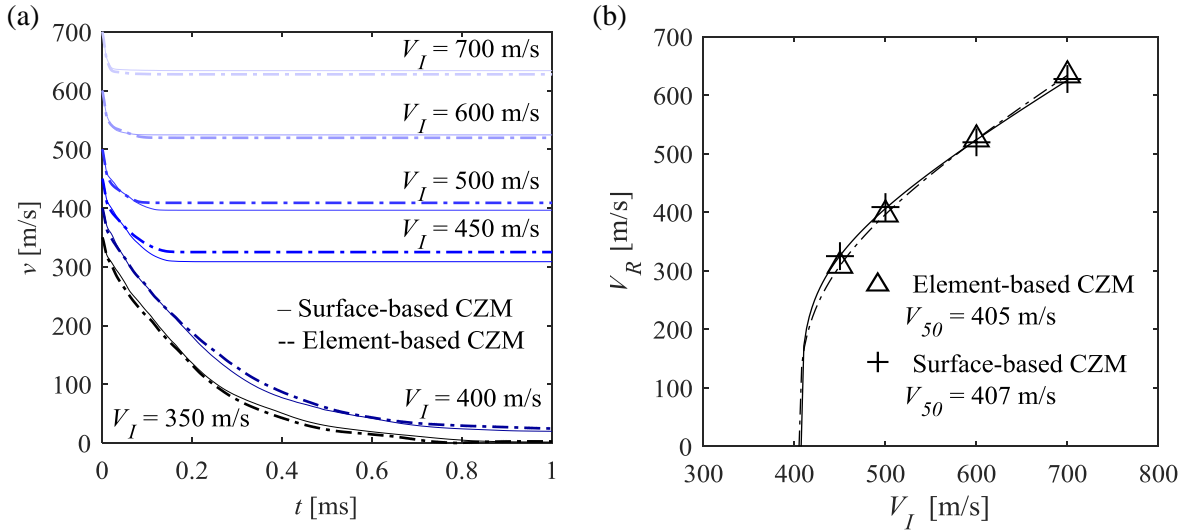 (a)
700
600
500
400
300
200
100
0
v [m/s]
V_I = 700 m/s
V_I = 600 m/s
V_I = 500 m/s
V_I = 450 m/s
– Surface-based CZM
-- Element-based CZM
V_I = 400 m/s
V_I = 350 m/s
0 0.2 0.4 0.6 0.8 1
t [ms]
(b)
700
600
500
400
300
200
100
0
V_R [m/s]
Element-based CZM
V_50 = 405 m/s
Surface-based CZM
V_50 = 407 m/s
300 400 500 600 700 800
V_I [m/s]